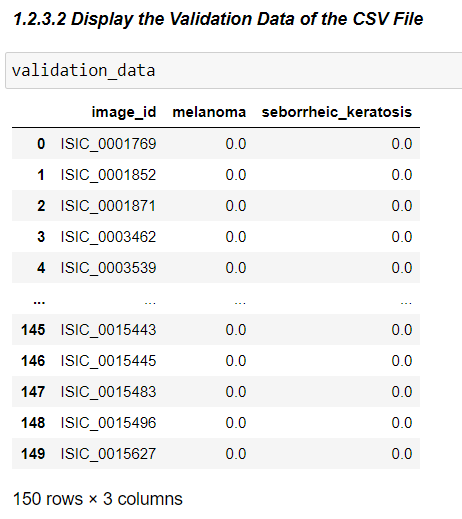 1.2.3.2 Display the Validation Data of the CSV File
validation_data
image_id melanoma seborrheic_keratosis
0 ISIC_0001769 0.0 0.0
1 ISIC_0001852 0.0 0.0
2 ISIC_0001871 0.0 0.0
3 ISIC_0003462 0.0 0.0
4 ISIC_0003539 0.0 0.0
... ... ... ...
145 ISIC_0015443 0.0 0.0
146 ISIC_0015445 0.0 0.0
147 ISIC_0015483 0.0 0.0
148 ISIC_0015496 0.0 0.0
149 ISIC_0015627 0.0 0.0
150 rows × 3 columns